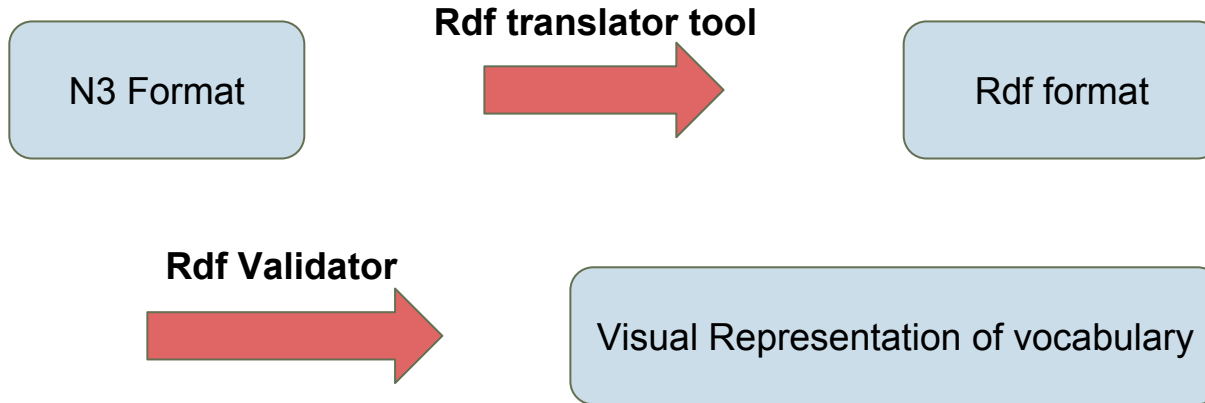 Rdf translator tool
N3 Format
Rdf format
Rdf Validator
Visual Representation of vocabulary